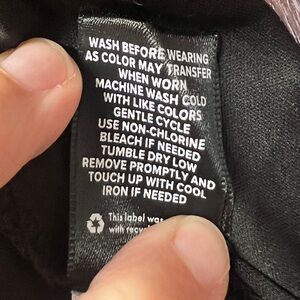 WASH BEFORE WEARING
AS COLOR MAY TRANSFER
WHEN WORN
MACHINE WASH COLD
WITH LIKE COLORS
GENTLE CYCLE
USE NON-CHLORINE
BLEACH IF NEEDED
TUMBLE DRY LOW
REMOVE PROMPTLY AND
TOUCH UP WITH COOL
IRON IF NEEDED
This label was
with